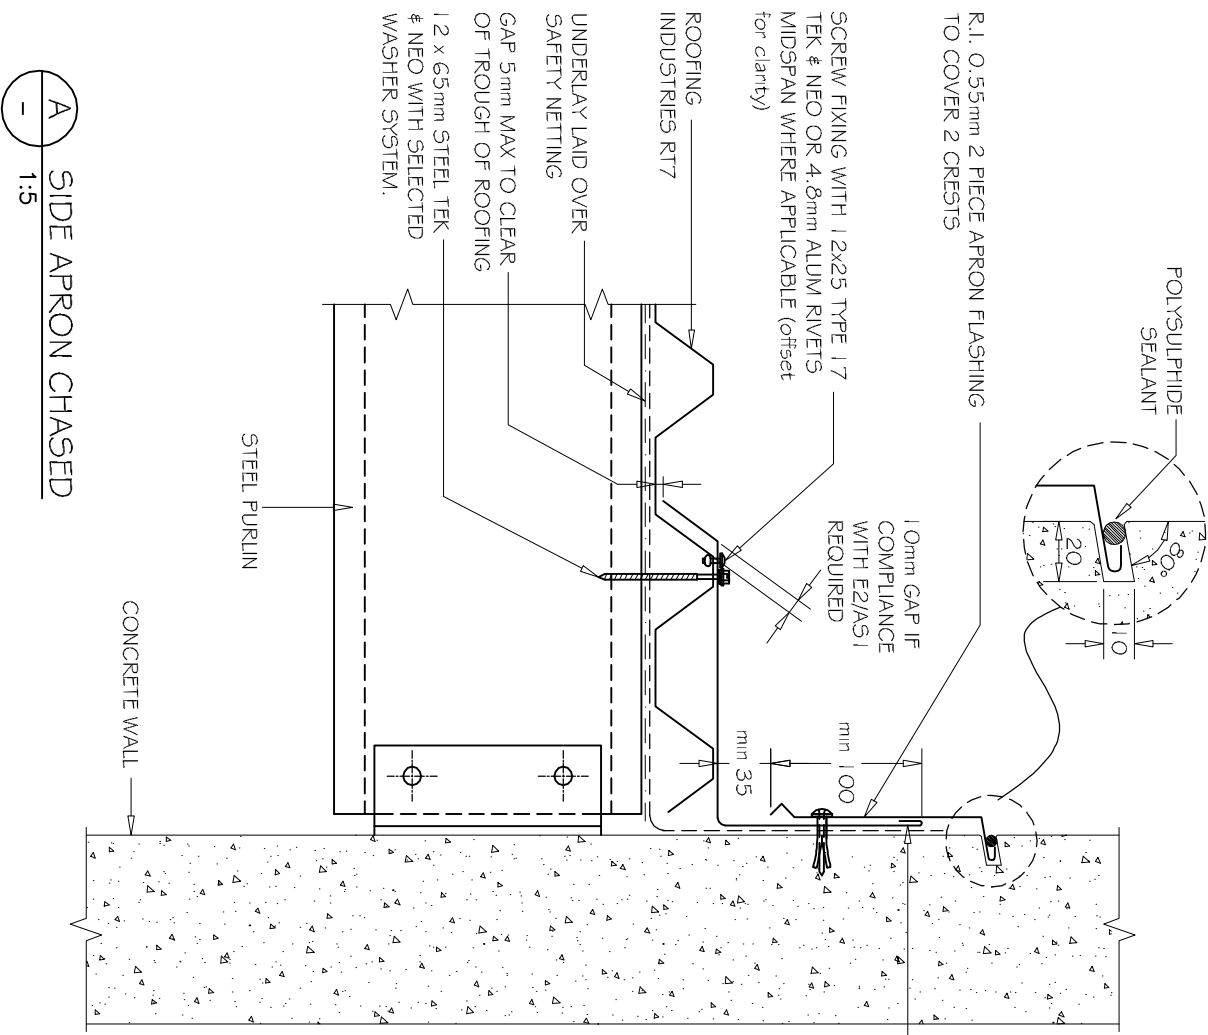 POLYSULPHIDE
SEALANT
80°
20
10
R.I. 0.55mm 2 PIECE APRON FLASHING
TO COVER 2 CRESTS
SCREW FIXING WITH 12x25 TYPE 17
TEK & NEO OR 4.8mm ALUM RIVETS
MIDSPAN WHERE APPLICABLE (offset
for clarity)
10mm GAP IF
COMPLIANCE
WITH E2/AS1
REQUIRED
min 100
min 35
ROOFING
INDUSTRIES RT7
UNDERLAY LAID OVER
SAFETY NETTING
GAP 5mm MAX TO CLEAR
OF TROUGH OF ROOFING
12 x 65mm STEEL TEK
& NEO WITH SELECTED
WASHER SYSTEM.
STEEL PURLIN
CONCRETE WALL
A
-
SIDE APRON CHASED
1:5